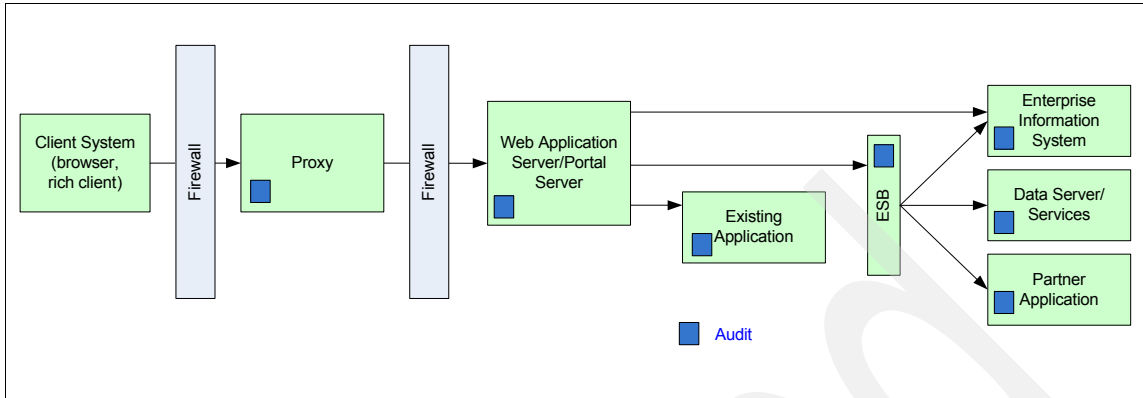 Client System
(browser,
rich client)
Firewall
Proxy
Firewall
Web Application
Server/Portal
Server
Existing
Application
ESB
Enterprise
Information
System
Data Server/
Services
Partner
Application
Audit